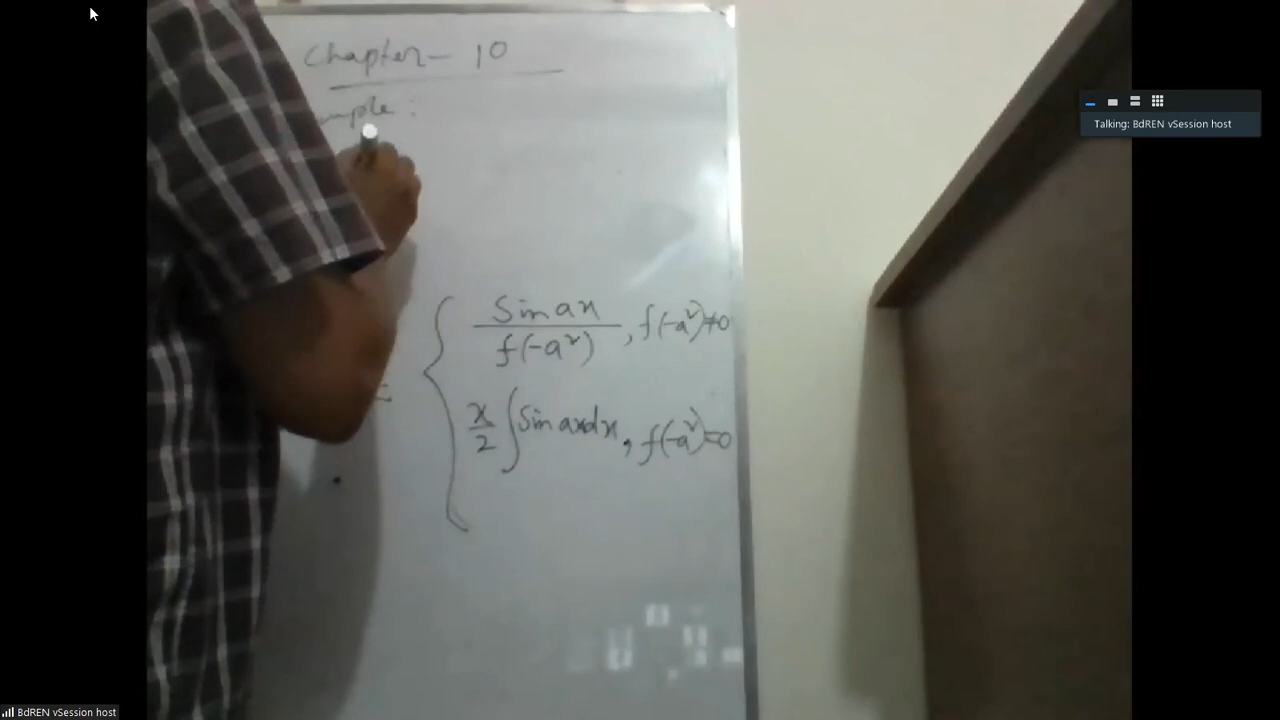 Chapter - 10
mple :
Talking: BdREN vSession host
= { sin ax / f(-a²) , f(-a²) ≠ 0
x/2 ∫ sin ax dx , f(-a²) = 0
BdREN vSession host